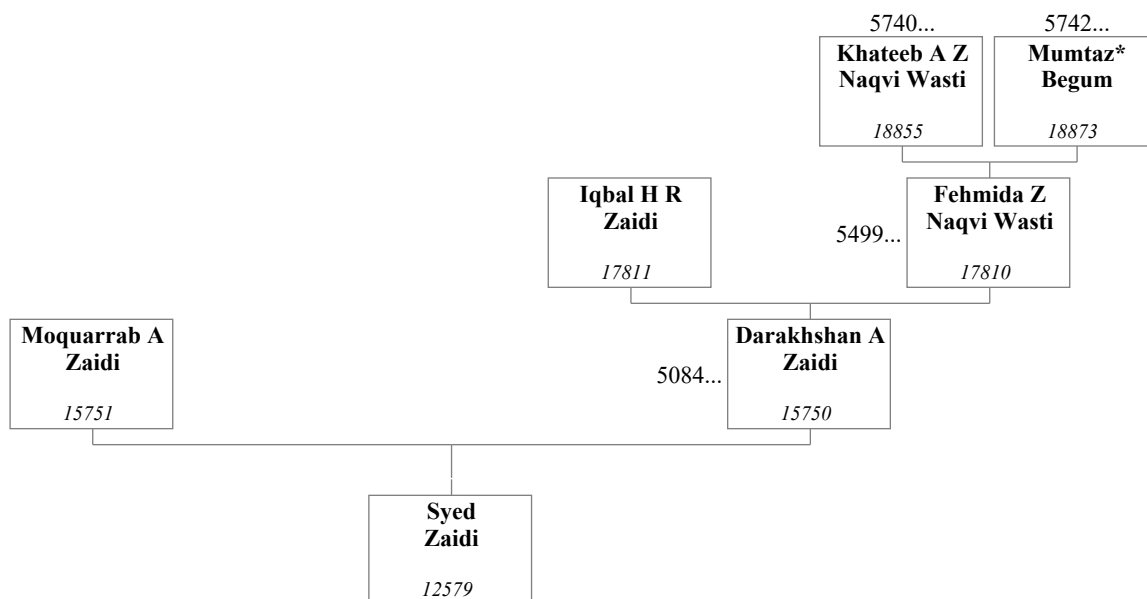 5740...
5742...
Khateeb A Z
Naqvi Wasti
18855
Mumtaz*
Begum
18873
Iqbal H R
Zaidi
17811
5499...
Fehmida Z
Naqvi Wasti
17810
Moquarrab A
Zaidi
15751
5084...
Darakhshan A
Zaidi
15750
Syed
Zaidi
12579